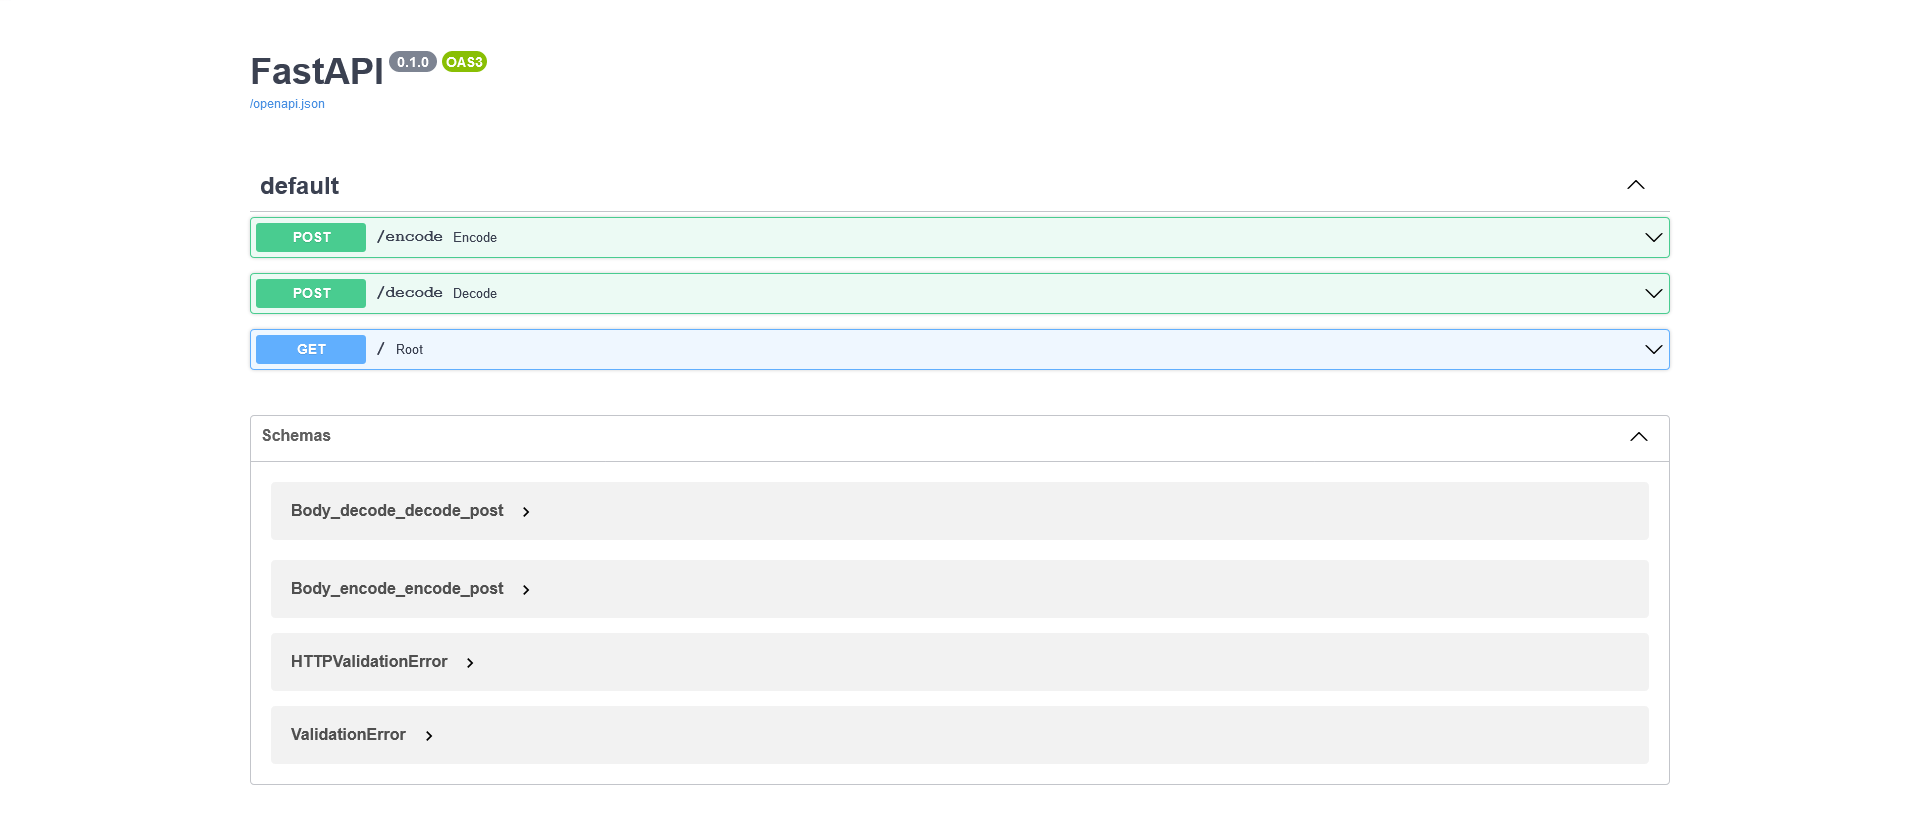 FastAPI 0.1.0 OAS3
/openapi.json
default
POST /encode Encode
POST /decode Decode
GET / Root
Schemas
Body_decode_decode_post
Body_encode_encode_post
HTTPValidationError
ValidationError